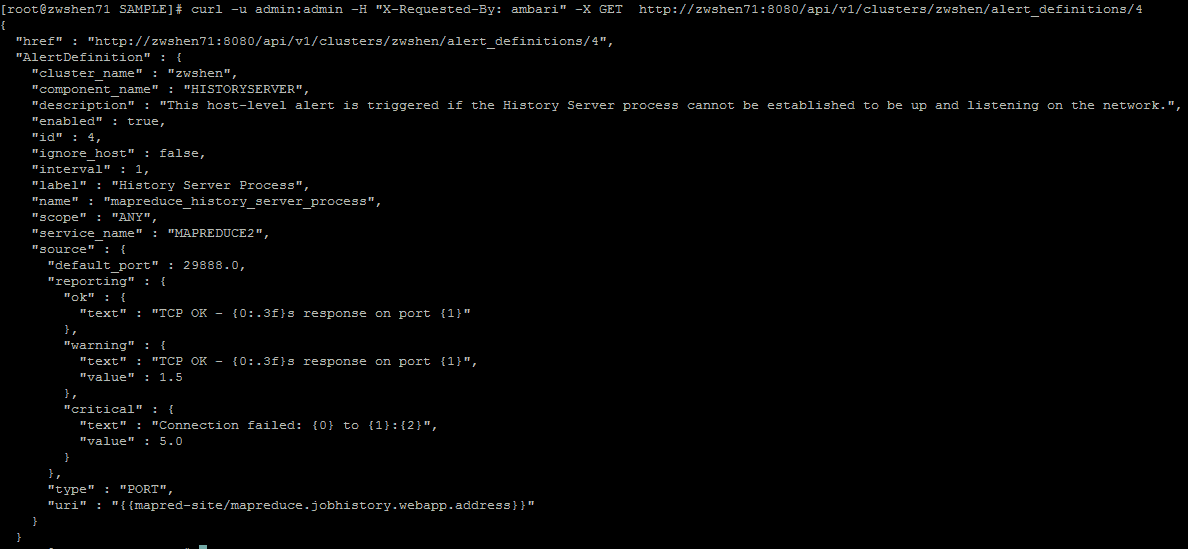 [root@zwshen71 SAMPLE]# curl -u admin:admin -H "X-Requested-By: ambari" -X GET  http://zwshen71:8080/api/v1/clusters/zwshen/alert_definitions/4
{
  "href" : "http://zwshen71:8080/api/v1/clusters/zwshen/alert_definitions/4",
  "AlertDefinition" : {
    "cluster_name" : "zwshen",
    "component_name" : "HISTORYSERVER",
    "description" : "This host-level alert is triggered if the History Server process cannot be established to be up and listening on the network.",
    "enabled" : true,
    "id" : 4,
    "ignore_host" : false,
    "interval" : 1,
    "label" : "History Server Process",
    "name" : "mapreduce_history_server_process",
    "scope" : "ANY",
    "service_name" : "MAPREDUCE2",
    "source" : {
      "default_port" : 29888.0,
      "reporting" : {
        "ok" : {
          "text" : "TCP OK - {0:.3f}s response on port {1}"
        },
        "warning" : {
          "text" : "TCP OK - {0:.3f}s response on port {1}",
          "value" : 1.5
        },
        "critical" : {
          "text" : "Connection failed: {0} to {1}:{2}",
          "value" : 5.0
        }
      },
      "type" : "PORT",
      "uri" : "{{mapred-site/mapreduce.jobhistory.webapp.address}}"
    }
  }